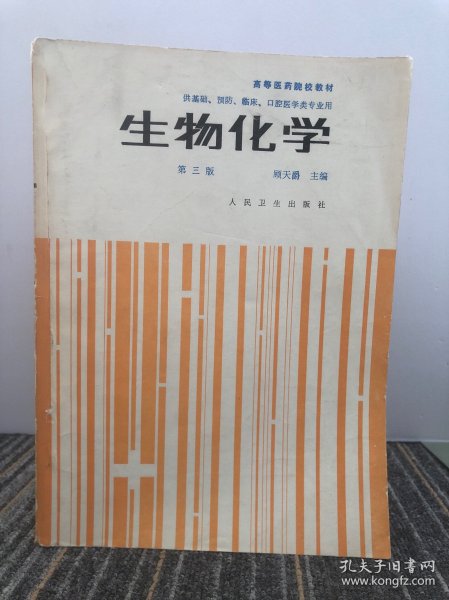 高等医药院校教材
供基础、预防、临床、口腔医学类专业用
生物化学
第三版 顾天爵 主编
人民卫生出版社
孔夫子旧书网
www.kongfz.com